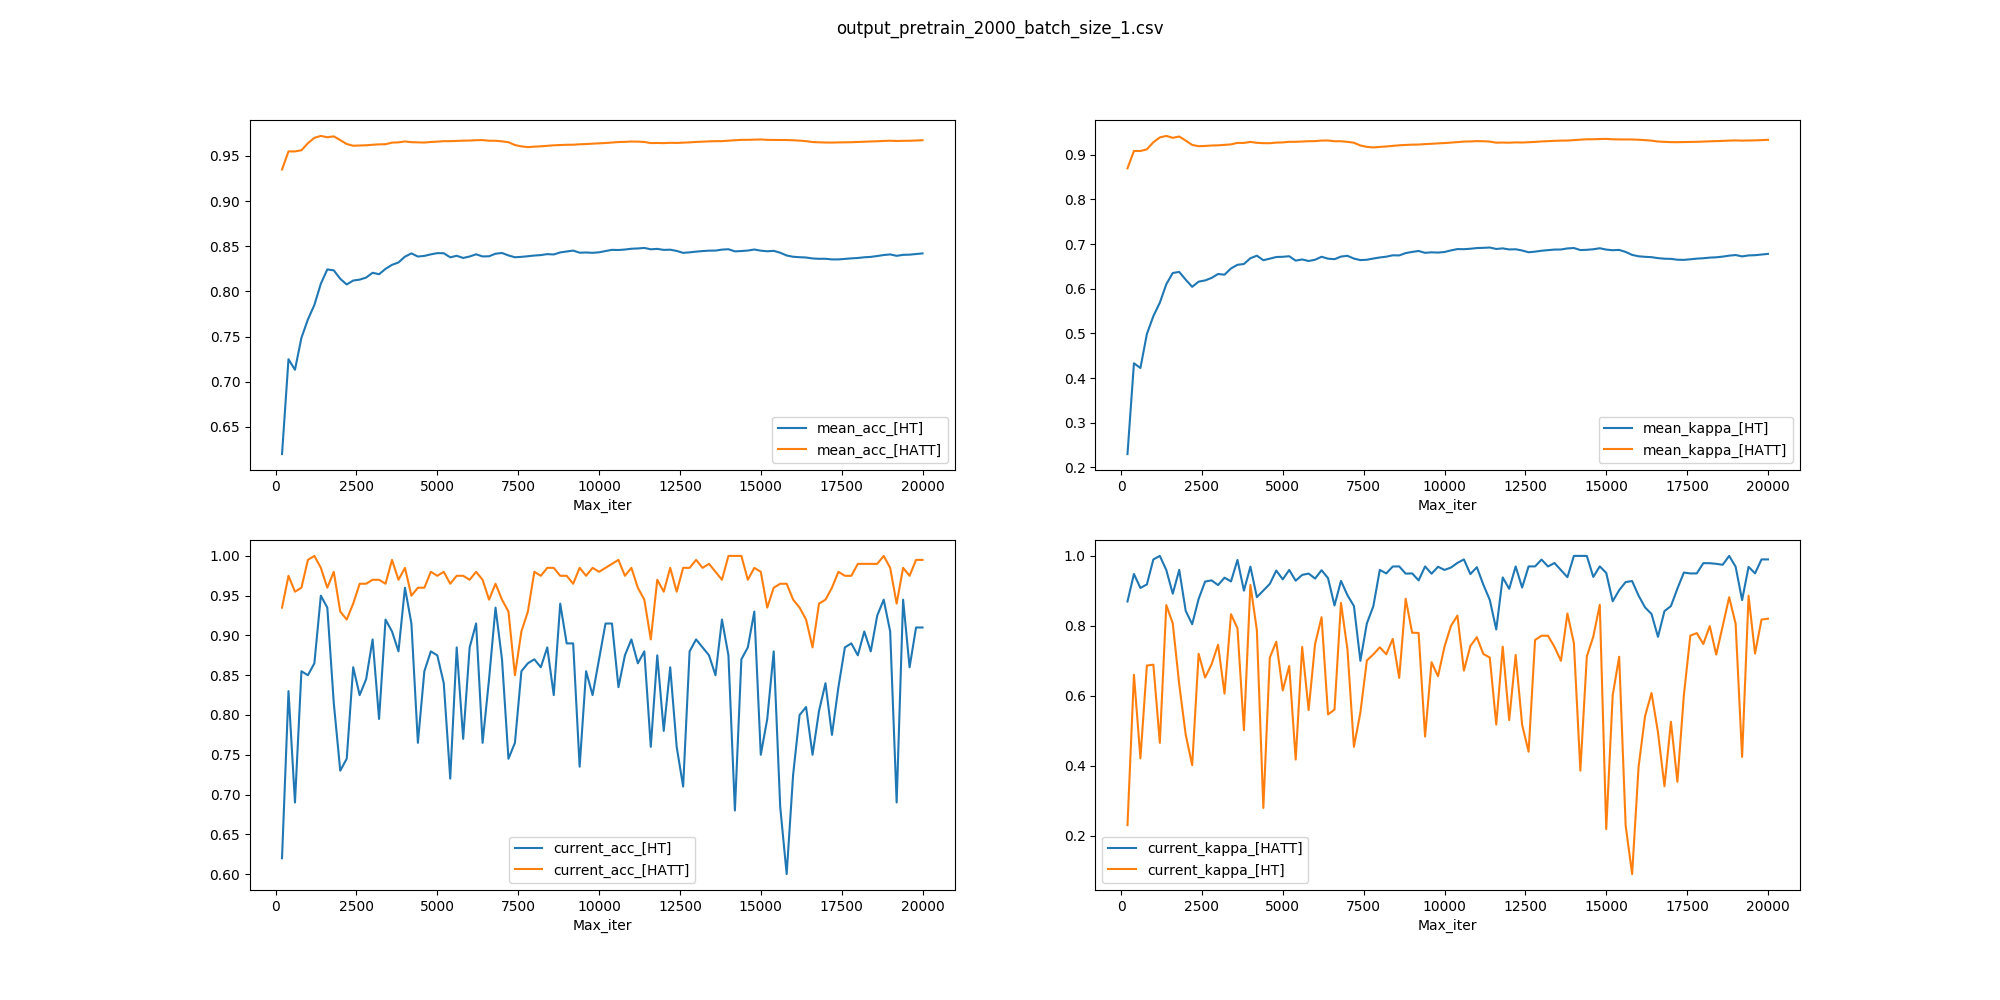 output_pretrain_2000_batch_size_1.csv
0.95
0.90
0.85
0.80
0.75
0.70
0.65
mean_acc_[HT]
mean_acc_[HATT]
0 2500 5000 7500 10000 12500 15000 17500 20000
Max_iter
0.9
0.8
0.7
0.6
0.5
0.4
0.3
0.2
mean_kappa_[HT]
mean_kappa_[HATT]
0 2500 5000 7500 10000 12500 15000 17500 20000
Max_iter
1.00
0.95
0.90
0.85
0.80
0.75
0.70
0.65
0.60
current_acc_[HT]
current_acc_[HATT]
0 2500 5000 7500 10000 12500 15000 17500 20000
Max_iter
1.0
0.8
0.6
0.4
0.2
current_kappa_[HATT]
current_kappa_[HT]
0 2500 5000 7500 10000 12500 15000 17500 20000
Max_iter